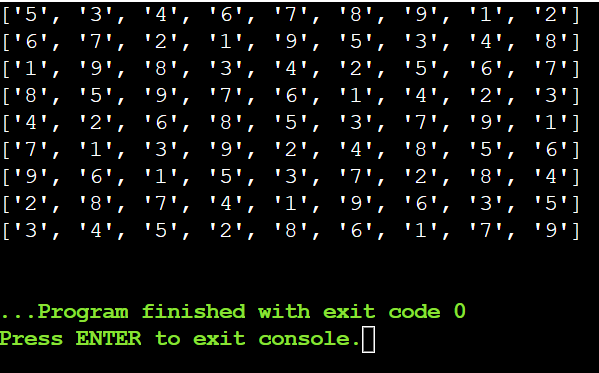 ['5', '3', '4', '6', '7', '8', '9', '1', '2']
['6', '7', '2', '1', '9', '5', '3', '4', '8']
['1', '9', '8', '3', '4', '2', '5', '6', '7']
['8', '5', '9', '7', '6', '1', '4', '2', '3']
['4', '2', '6', '8', '5', '3', '7', '9', '1']
['7', '1', '3', '9', '2', '4', '8', '5', '6']
['9', '6', '1', '5', '3', '7', '2', '8', '4']
['2', '8', '7', '4', '1', '9', '6', '3', '5']
['3', '4', '5', '2', '8', '6', '1', '7', '9']
...Program finished with exit code 0
Press ENTER to exit console.